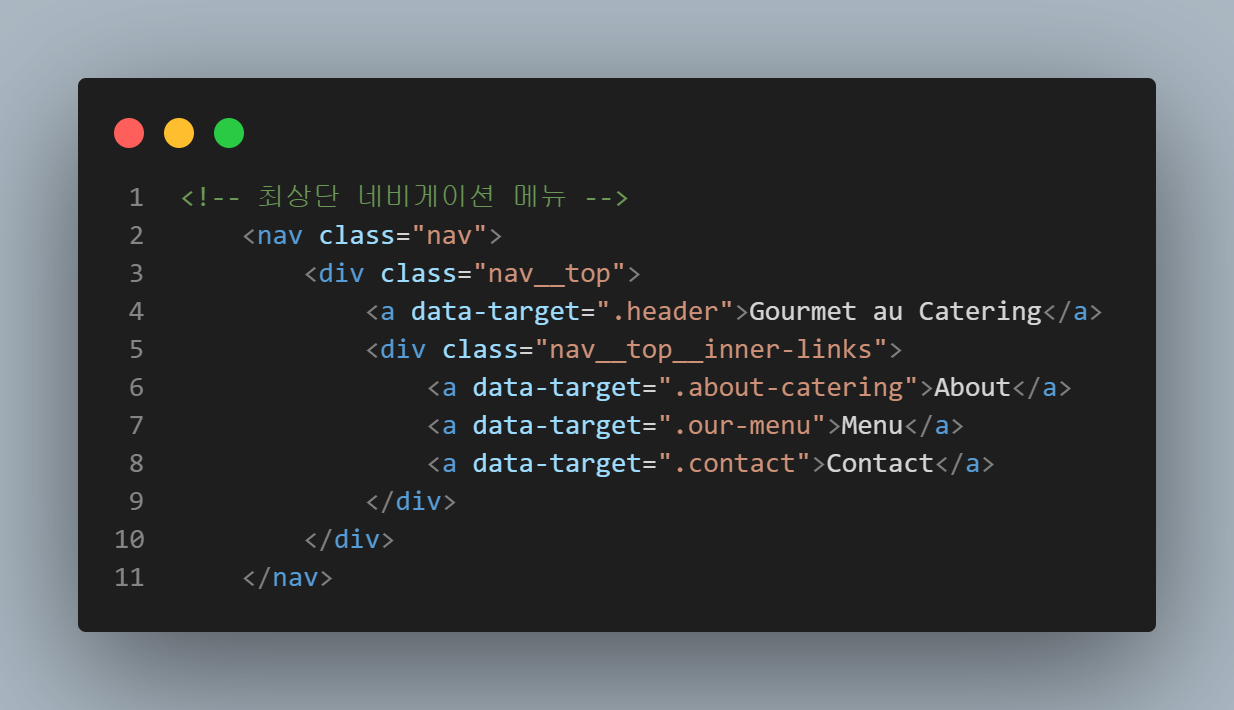 1 <!-- 최상단 네비게이션 메뉴 -->
2 <nav class="nav">
3 <div class="nav__top">
4 <a data-target=".header">Gourmet au Catering</a>
5 <div class="nav__top__inner-links">
6 <a data-target=".about-catering">About</a>
7 <a data-target=".our-menu">Menu</a>
8 <a data-target=".contact">Contact</a>
9 </div>
10 </div>
11 </nav>